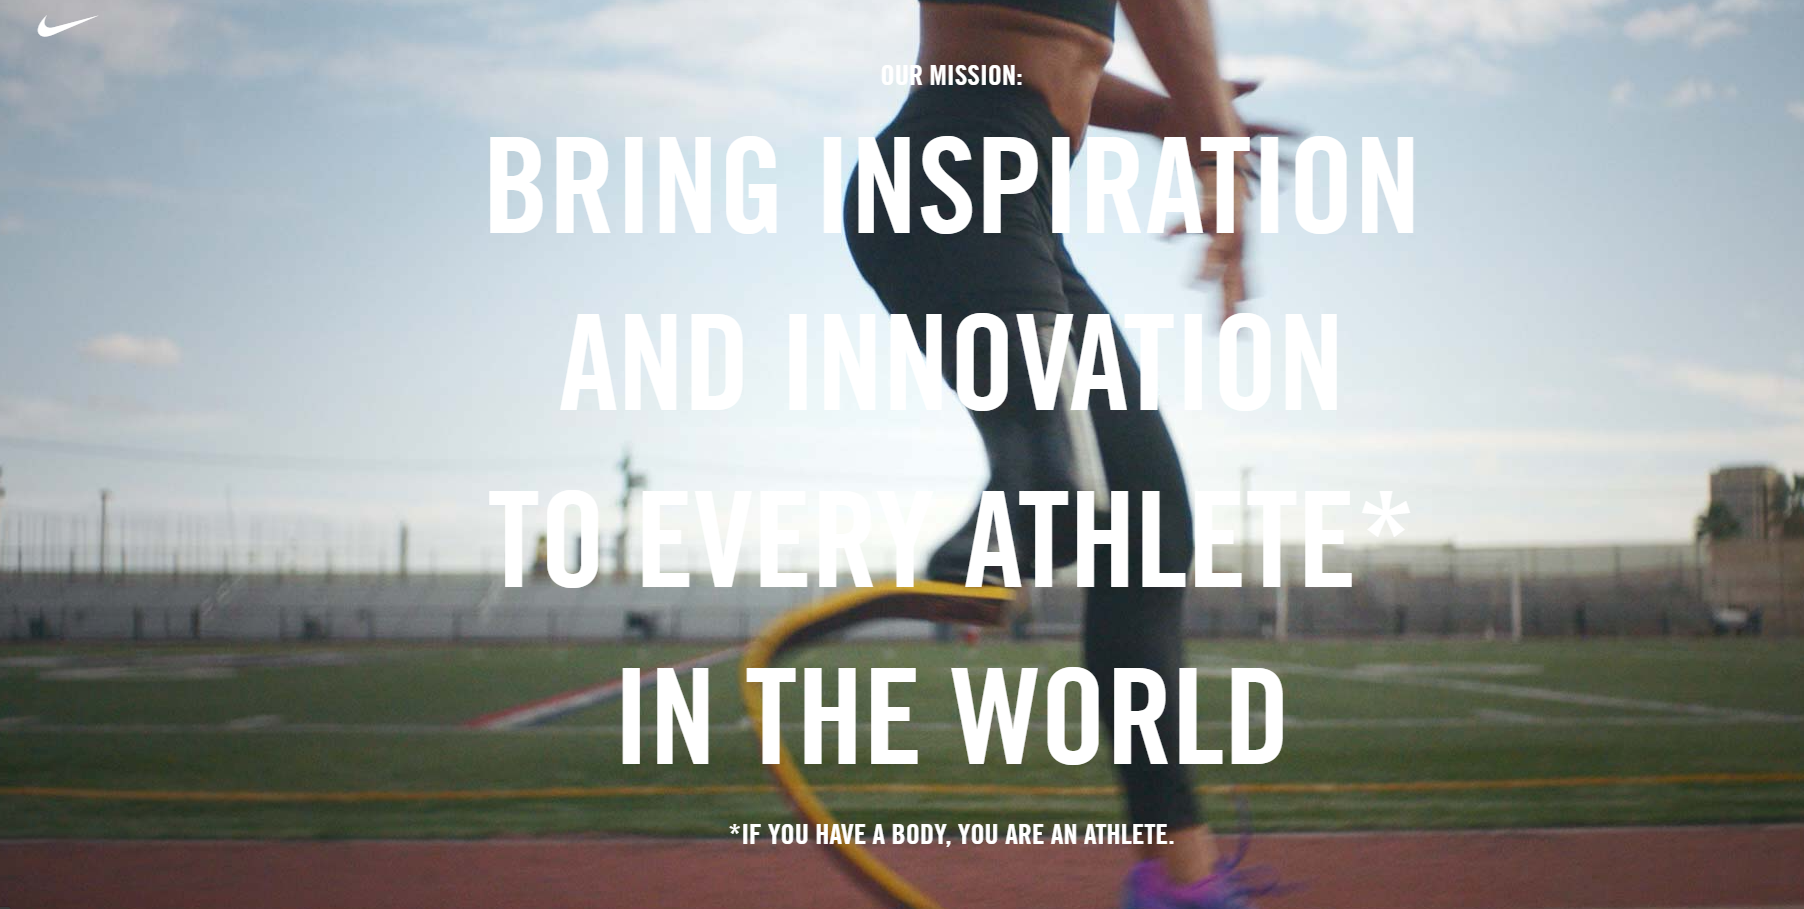 OUR MISSION:
BRING INSPIRATION
AND INNOVATION
TO EVERY ATHLETE*
IN THE WORLD
*IF YOU HAVE A BODY, YOU ARE AN ATHLETE.